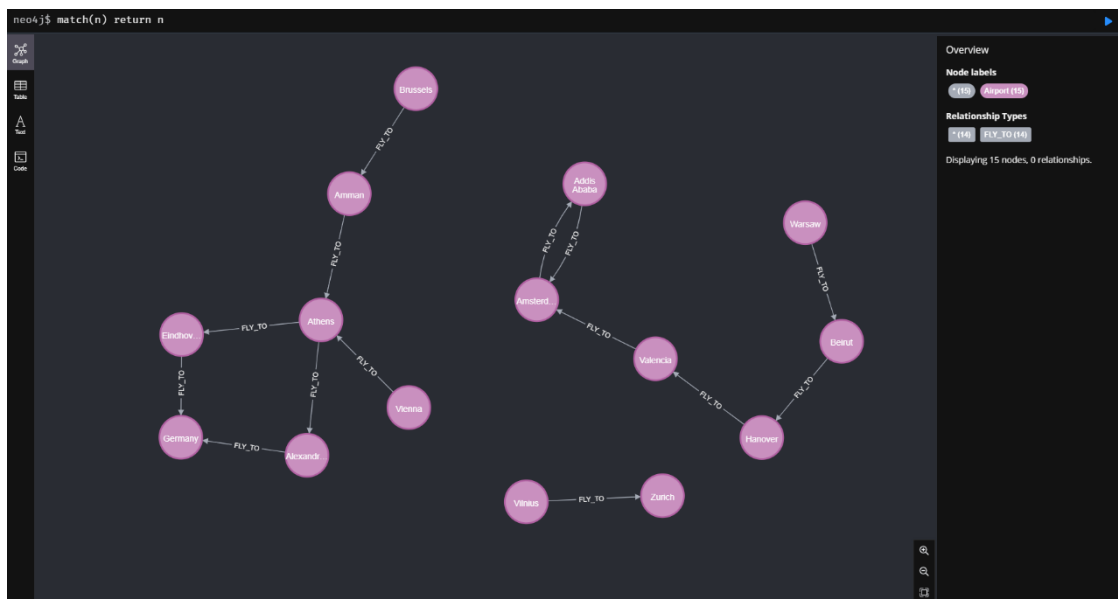 neo4j$ match(n) return n
Graph
Table
Text
Code
Brussels
FLY_TO
Amman
FLY_TO
Athens
FLY_TO
Eindhov...
FLY_TO
FLY_TO
FLY_TO
Vienna
Germany
FLY_TO
Alexandr...
Addis
Ababa
FLY_TO
FLY_TO
Amsterd...
FLY_TO
Valencia
FLY_TO
Warsaw
FLY_TO
Beirut
FLY_TO
Hanover
Vilnius
FLY_TO
Zurich
Overview
Node labels
* (15) Airport (15)
Relationship Types
* (14) FLY_TO (14)
Displaying 15 nodes, 0 relationships.